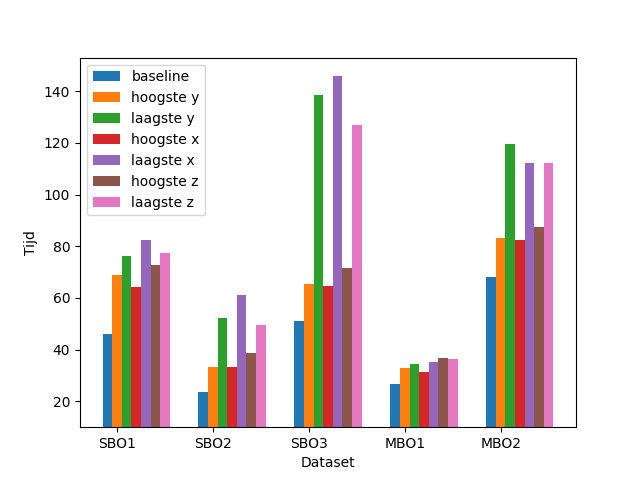 baseline
hoogste y
laagste y
hoogste x
laagste x
hoogste z
laagste z
140
120
100
80
60
40
20
Tijd
SBO1 SBO2 SBO3 MBO1 MBO2
Dataset